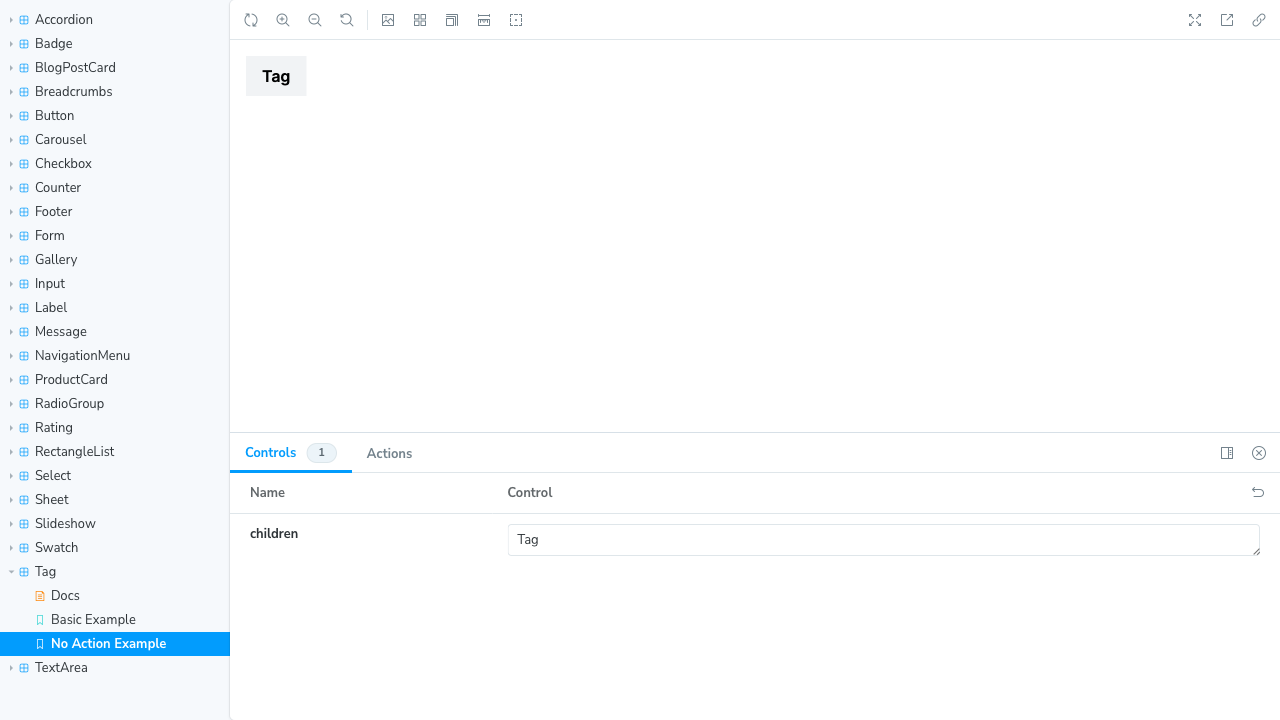 Accordion
Badge
BlogPostCard
Breadcrumbs
Button
Carousel
Checkbox
Counter
Footer
Form
Gallery
Input
Label
Message
NavigationMenu
ProductCard
RadioGroup
Rating
RectangleList
Select
Sheet
Slideshow
Swatch
Tag
Docs
Basic Example
No Action Example
TextArea
Tag
Controls 1 Actions
Name Control
children Tag